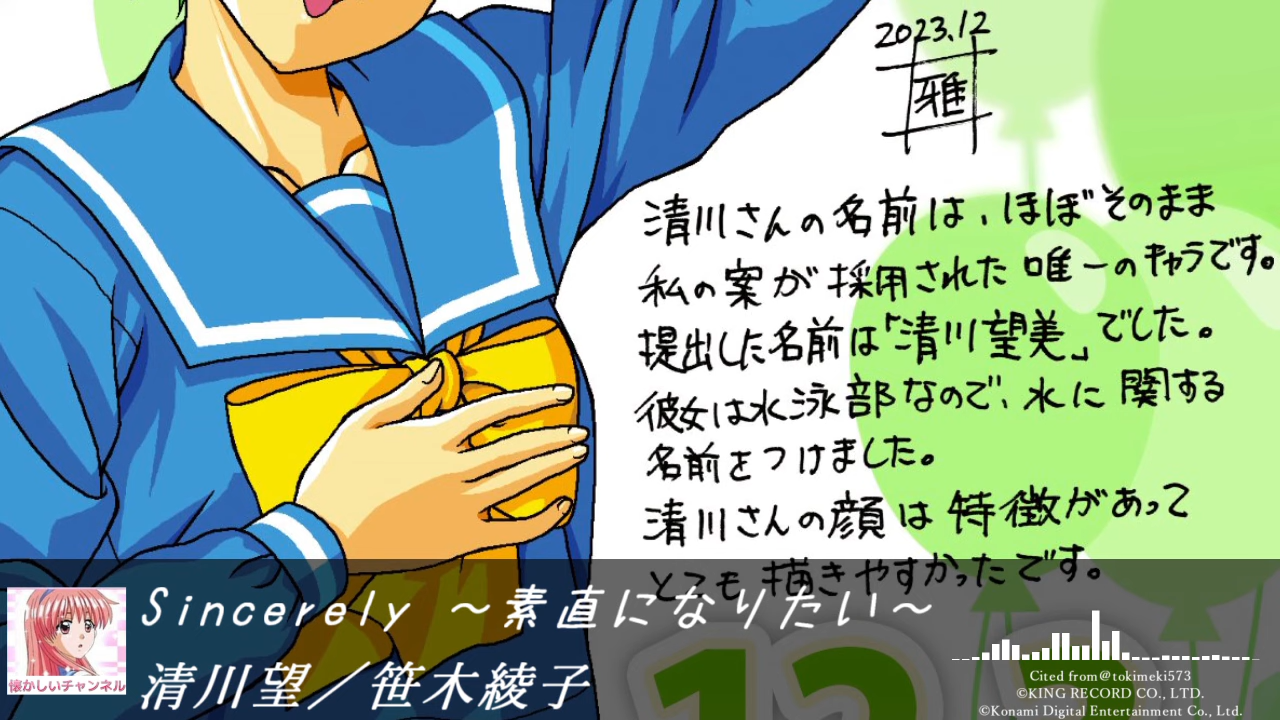 2023.12
雅
清川さんの名前は、ほぼそのまま
私の案が採用された唯一のキャラです。
提出した名前は「清川望美」でした。
彼女は水泳部なので、水に関する
名前をつけました。
清川さんの顔は特徴があって
とても描きやすかったです。
Sincerely ～素直になりたい～
清川望／笹木綾子
懐かしいチャンネル
12
Cited from@tokimeki573
©KING RECORD CO., LTD.
©Konami Digital Entertainment Co., Ltd.